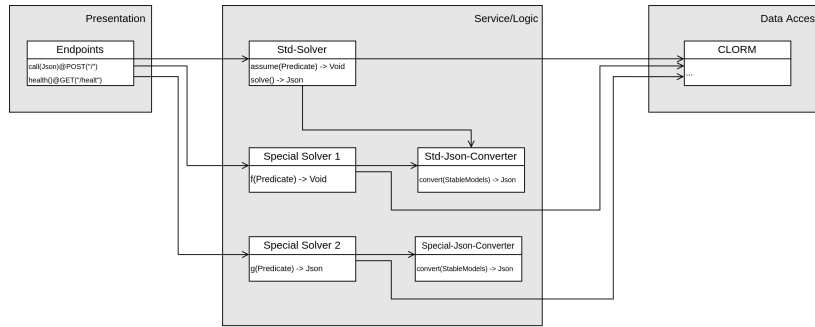 Presentation
Endpoints
call(Json)@POST("/")
health()@GET("/healt")
Service/Logic
Std-Solver
assume(Predicate) -> Void
solve() -> Json
Special Solver 1
f(Predicate) -> Void
Std-Json-Converter
convert(StableModels) -> Json
Special Solver 2
g(Predicate) -> Json
Special-Json-Converter
convert(StableModels) -> Json
Data Acces
CLORM
...